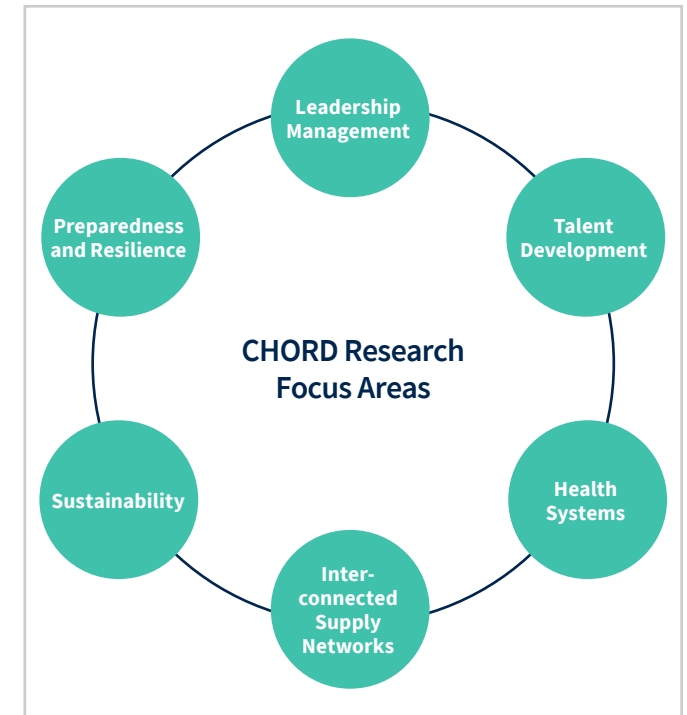 Leadership
Management
Talent
Development
Health
Systems
Inter-
connected
Supply
Networks
Sustainability
Preparedness
and Resilience
CHORD Research
Focus Areas